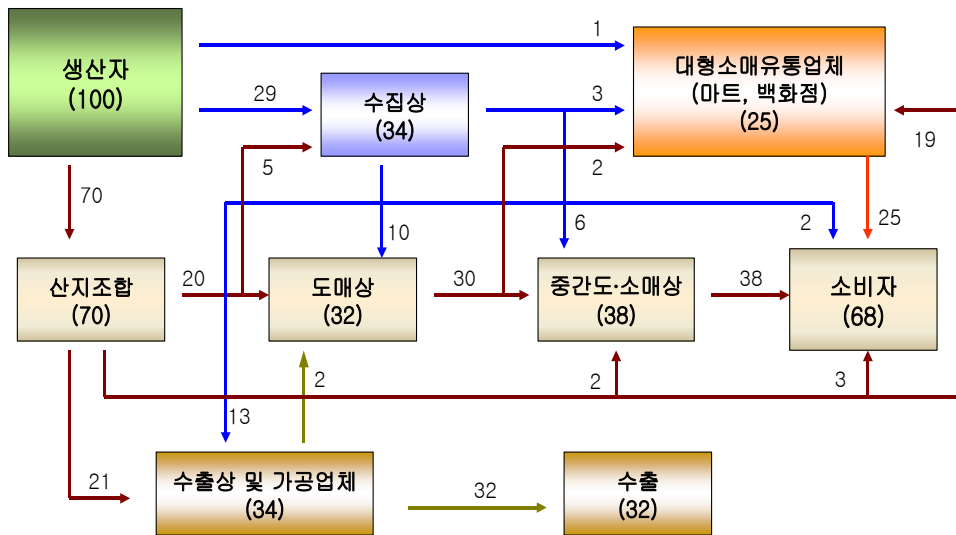 1
생산자
(100)
대형소매유통업체
(마트, 백화점)
(25)
29
수집상
(34)
3
19
5
2
70
10
6
2
25
산지조합
(70)
20
도매상
(32)
30
중간도·소매상
(38)
38
소비자
(68)
2
2
3
13
21
수출상 및 가공업체
(34)
32
수출
(32)